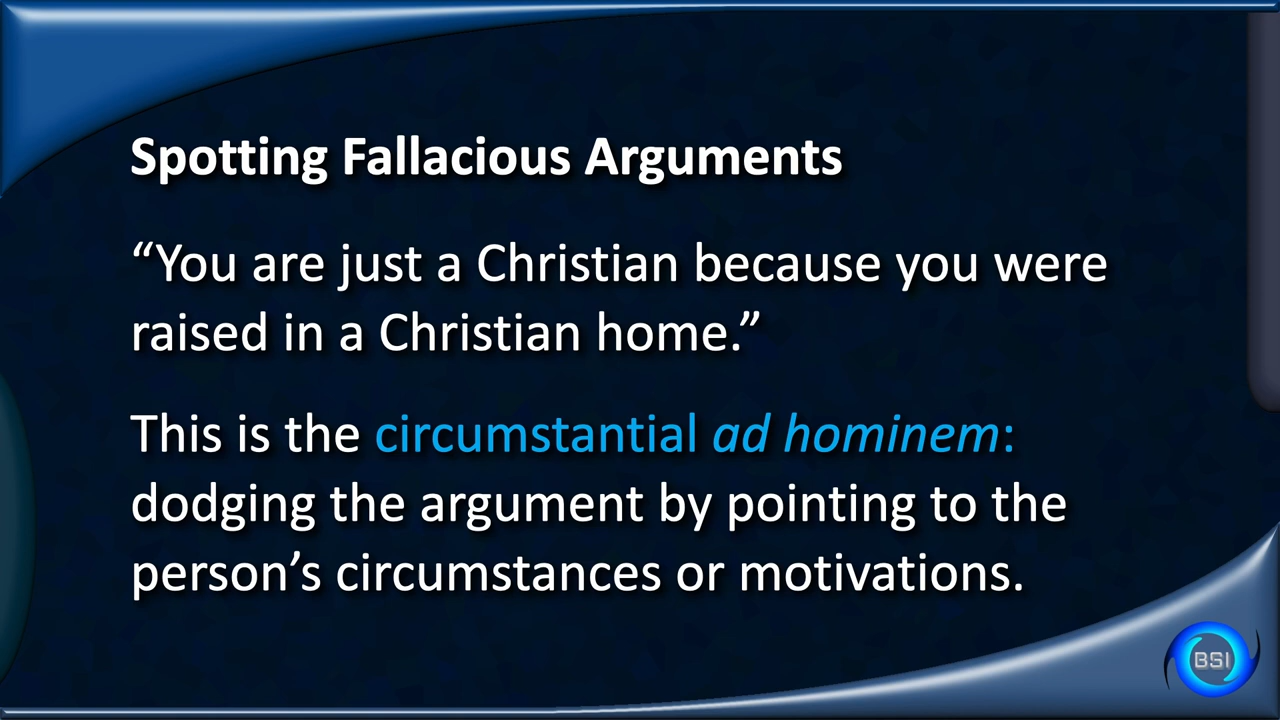 Spotting Fallacious Arguments
“You are just a Christian because you were
raised in a Christian home.”
This is the circumstantial ad hominem:
dodging the argument by pointing to the
person’s circumstances or motivations.
BSI